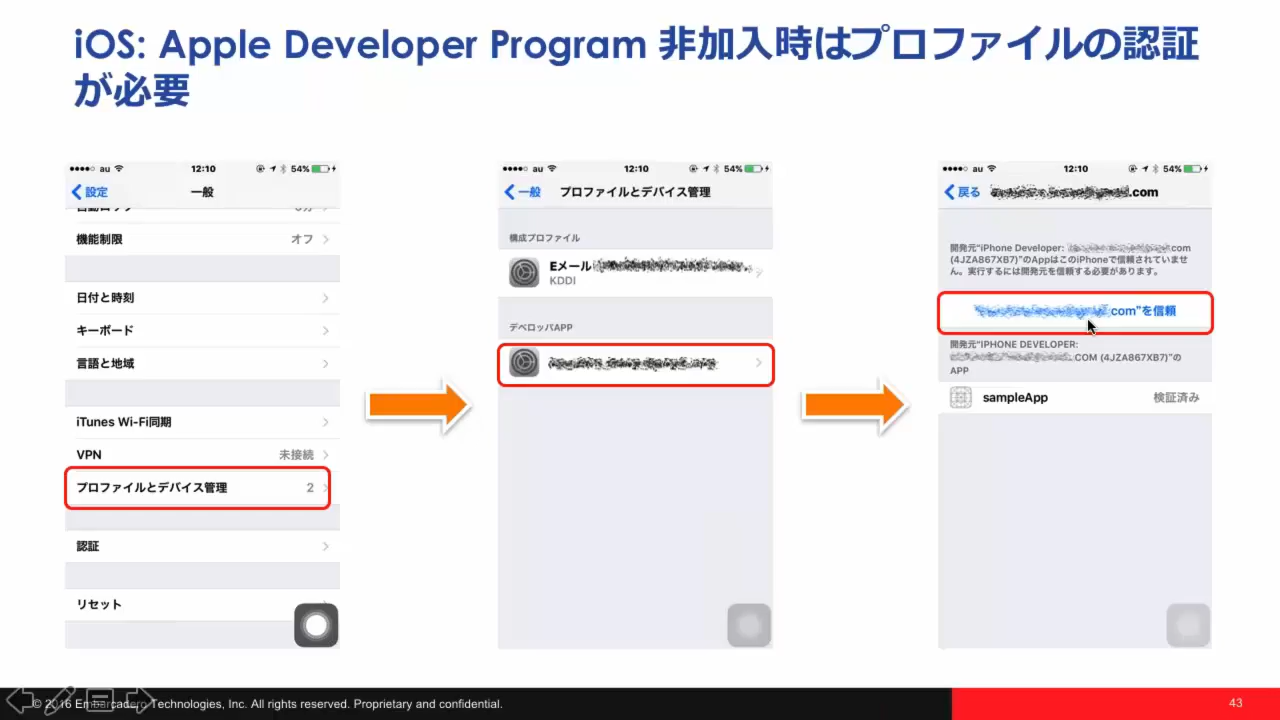 iOS: Apple Developer Program 非加入時はプロファイルの認証
が必要
au 12:10 54%
設定 一般
機能制限 オフ
日付と時刻
キーボード
言語と地域
iTunes Wi-Fi同期
VPN 未接続
プロファイルとデバイス管理 2
認証
リセット
au 12:10 54%
一般 プロファイルとデバイス管理
構成プロファイル
Eメール
KDDI
デベロッパAPP
au 12:10 54%
戻る .com
開発元"iPhone Developer: .com
(4JZA867XB7)"のAppはこのiPhoneで信頼されていませ
ん。実行するには開発元を信頼する必要があります。
com"を信頼
開発元"IPHONE DEVELOPER:
.COM (4JZA867XB7)"の
APP
sampleApp 検証済み
© 2016 Embarcadero Technologies, Inc. All rights reserved. Proprietary and confidential.
43